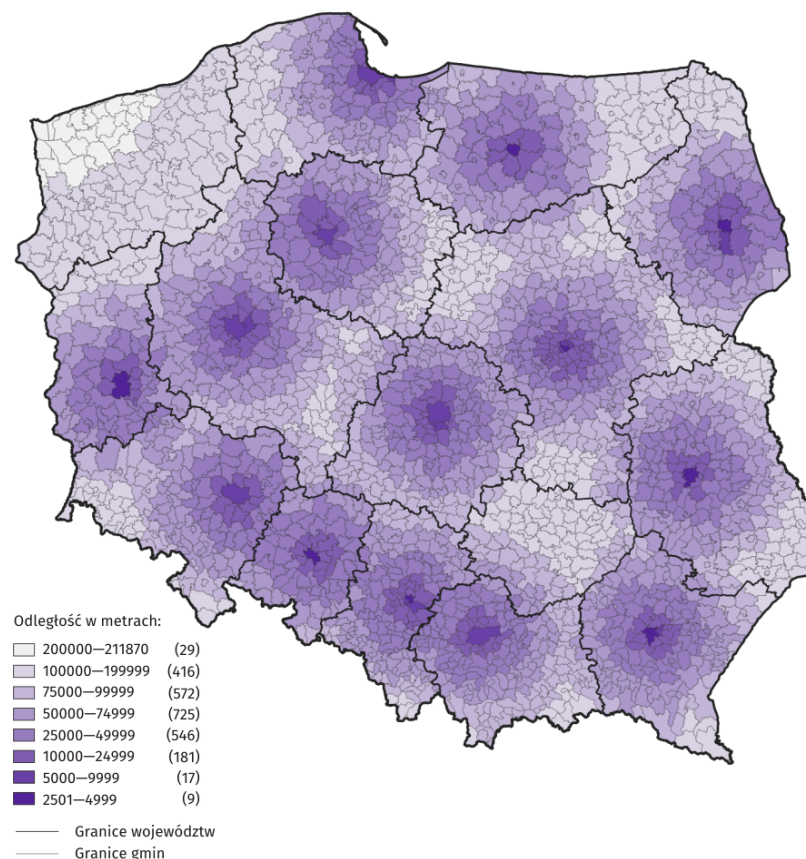 Odległość w metrach:
200000—211870 (29)
100000—199999 (416)
75000—99999 (572)
50000—74999 (725)
25000—49999 (546)
10000—24999 (181)
5000—9999 (17)
2501—4999 (9)
Granice województw
Granice gmin